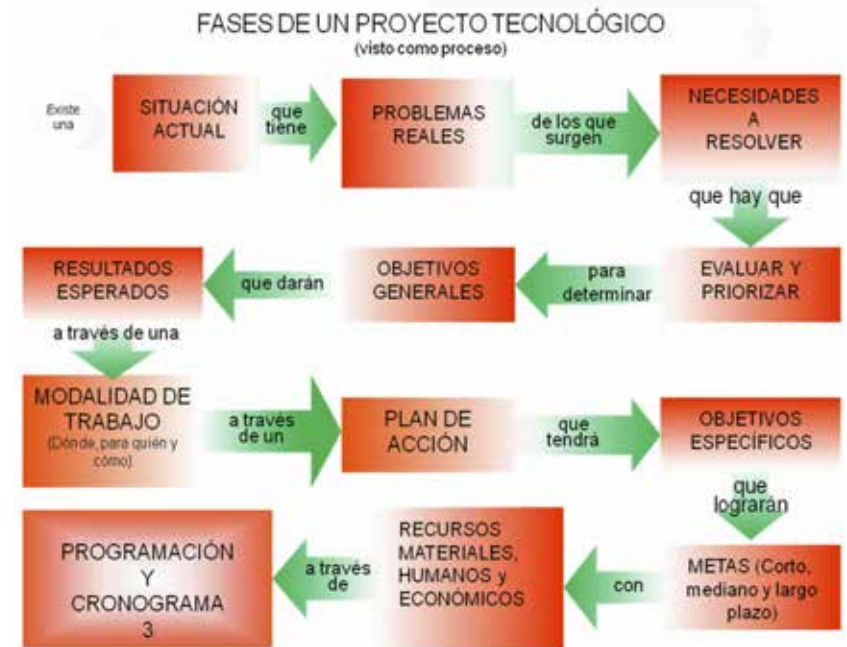 FASES DE UN PROYECTO TECNOLÓGICO
(visto como proceso)
Existe
una
SITUACIÓN
ACTUAL
que
tiene
PROBLEMAS
REALES
de los que
surgen
NECESIDADES
A
RESOLVER
que hay que
EVALUAR Y
PRIORIZAR
para
determinar
OBJETIVOS
GENERALES
que darán
RESULTADOS
ESPERADOS
a través de una
MODALIDAD DE
TRABAJO
(Dónde, para quién y
cómo)
a través
de un
PLAN DE
ACCIÓN
que
tendrá
OBJETIVOS
ESPECÍFICOS
que
lograrán
METAS (Corto,
mediano y largo
plazo)
con
RECURSOS
MATERIALES,
HUMANOS y
ECONÓMICOS
a través
de
PROGRAMACIÓN
Y
CRONOGRAMA
3